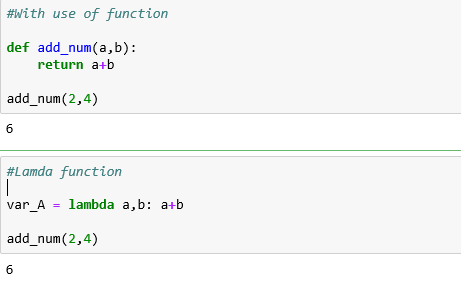 #With use of function
def add_num(a,b):
    return a+b
add_num(2,4)
6
#Lamda function
var_A = lambda a,b: a+b
add_num(2,4)
6